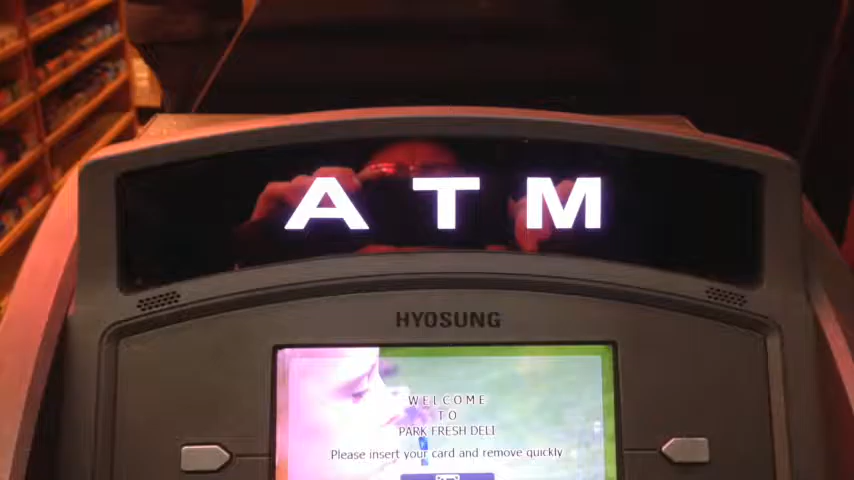 ATM
HYOSUNG
WELCOME
TO
PARK FRESH DELI
Please insert your card and remove quickly